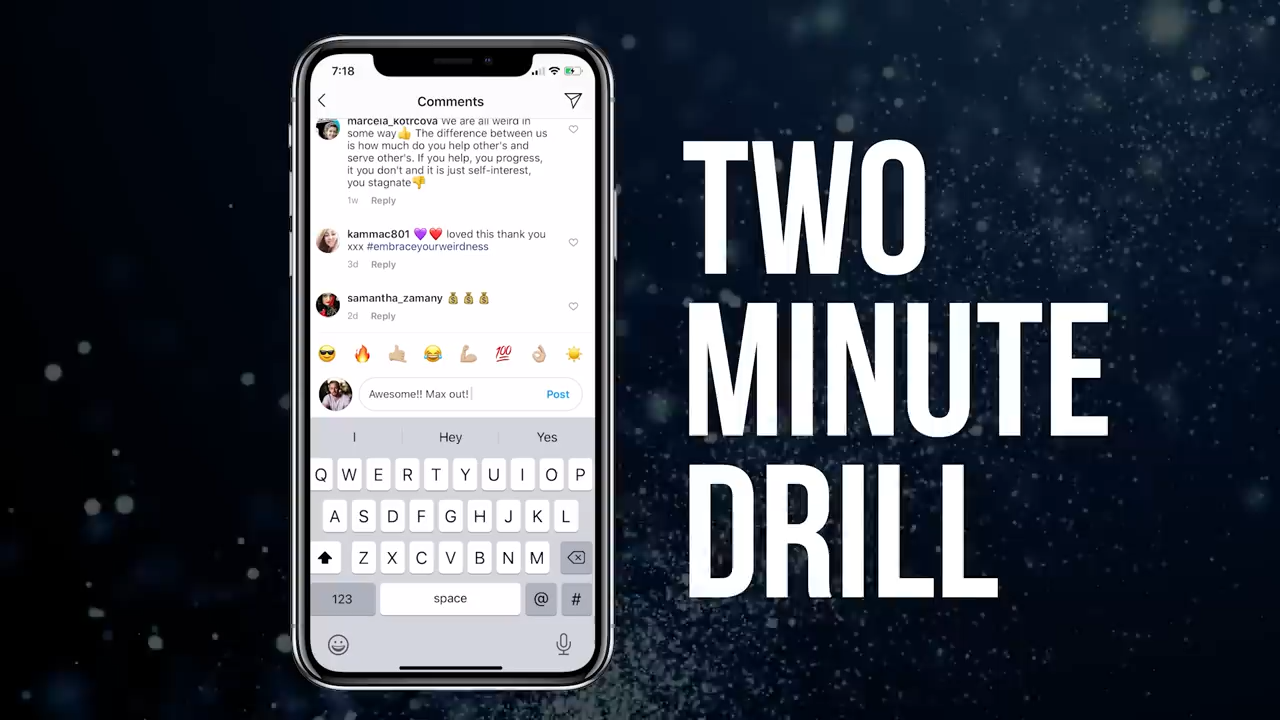 7:18
Comments
marcela_kotrcova We are all weird in
some way👍 The difference between us
is how much do you help other's and
serve other's. If you help, you progress,
it you don't and it is just self-interest,
you stagnate👎
1w Reply
kammac801 💜❤️ loved this thank you
xxx #embraceyourweirdness
3d Reply
samantha_zamany 💰💰💰
2d Reply
Awesome!! Max out! Post
I Hey Yes
Q W E R T Y U I O P
A S D F G H J K L
Z X C V B N M
123 space @ #
TWO
MINUTE
DRILL